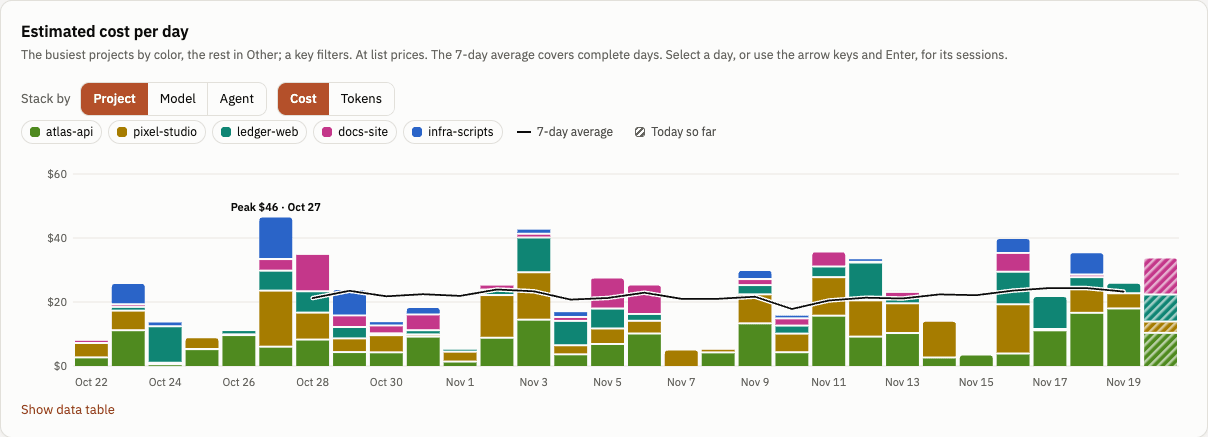 Estimated cost per day
The busiest projects by color, the rest in Other; a key filters. At list prices. The 7-day average covers complete days. Select a day, or use the arrow keys and Enter, for its sessions.
Stack by Project Model Agent Cost Tokens
atlas-api pixel-studio ledger-web docs-site infra-scripts 7-day average Today so far
$60
Peak $46 · Oct 27
$40
$20
$0
Oct 22 Oct 24 Oct 26 Oct 28 Oct 30 Nov 1 Nov 3 Nov 5 Nov 7 Nov 9 Nov 11 Nov 13 Nov 15 Nov 17 Nov 19
Show data table